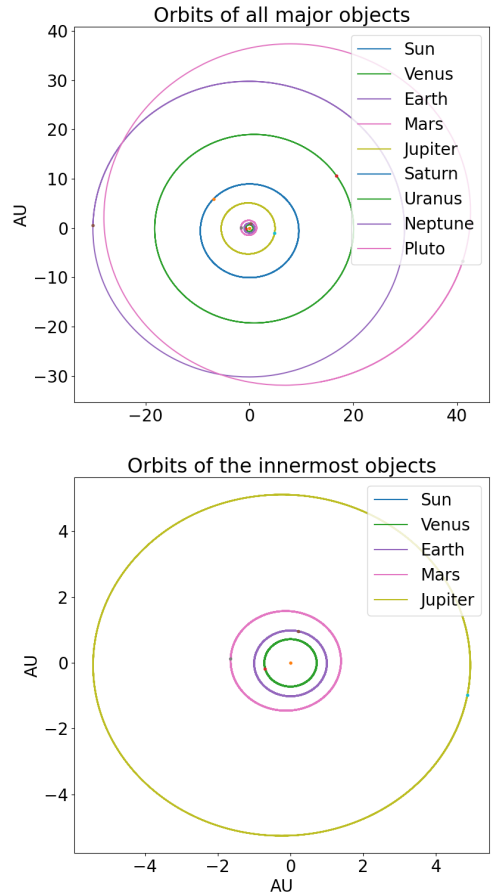 Orbits of all major objects
40
30
20
10
0
−10
−20
−30
AU
−20
0
20
40
Sun
Venus
Earth
Mars
Jupiter
Saturn
Uranus
Neptune
Pluto
Orbits of the innermost objects
4
2
0
−2
−4
AU
−4
−2
0
2
4
AU
Sun
Venus
Earth
Mars
Jupiter